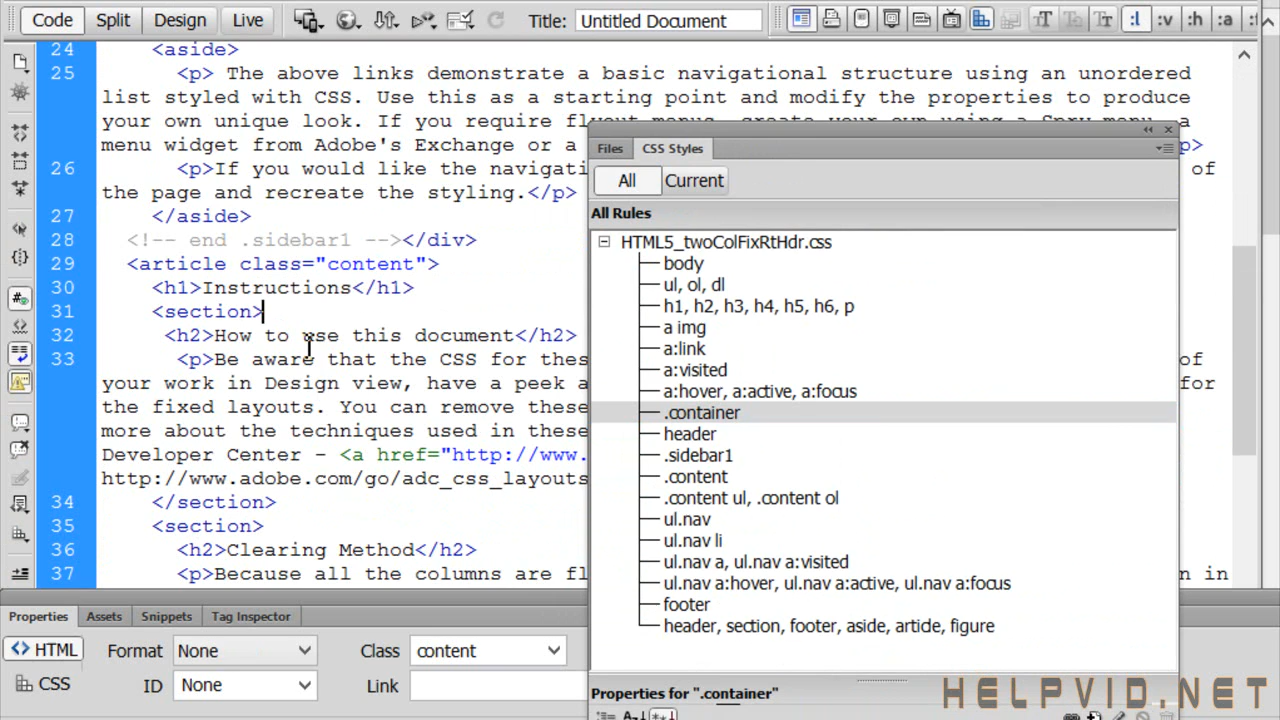 Code Split Design Live Title: Untitled Document :l :v :h :a
24 <aside>
25 <p> The above links demonstrate a basic navigational structure using an unordered
list styled with CSS. Use this as a starting point and modify the properties to produce
your own unique look. If you require flyout menus, create your own using a Spry menu, a
menu widget from Adobe's Exchange or a p>
26 <p>If you would like the navigati of
the page and recreate the styling.</p>
27 </aside>
28 <!-- end .sidebar1 --></div>
29 <article class="content">
30 <h1>Instructions</h1>
31 <section>
32 <h2>How to use this document</h2>
33 <p>Be aware that the CSS for thes of
your work in Design view, have a peek a for
the fixed layouts. You can remove these
more about the techniques used in these
Developer Center - <a href="http://www.
http://www.adobe.com/go/adc_css_layouts
34 </section>
35 <section>
36 <h2>Clearing Method</h2>
37 <p>Because all the columns are fl n in
Files CSS Styles
All Current
All Rules
HTML5_twoColFixRtHdr.css
body
ul, ol, dl
h1, h2, h3, h4, h5, h6, p
a img
a:link
a:visited
a:hover, a:active, a:focus
.container
header
.sidebar1
.content
.content ul, .content ol
ul.nav
ul.nav li
ul.nav a, ul.nav a:visited
ul.nav a:hover, ul.nav a:active, ul.nav a:focus
footer
header, section, footer, aside, article, figure
Properties for ".container"
Properties Assets Snippets Tag Inspector
<> HTML Format None Class content
CSS ID None Link
HELPVID.NET